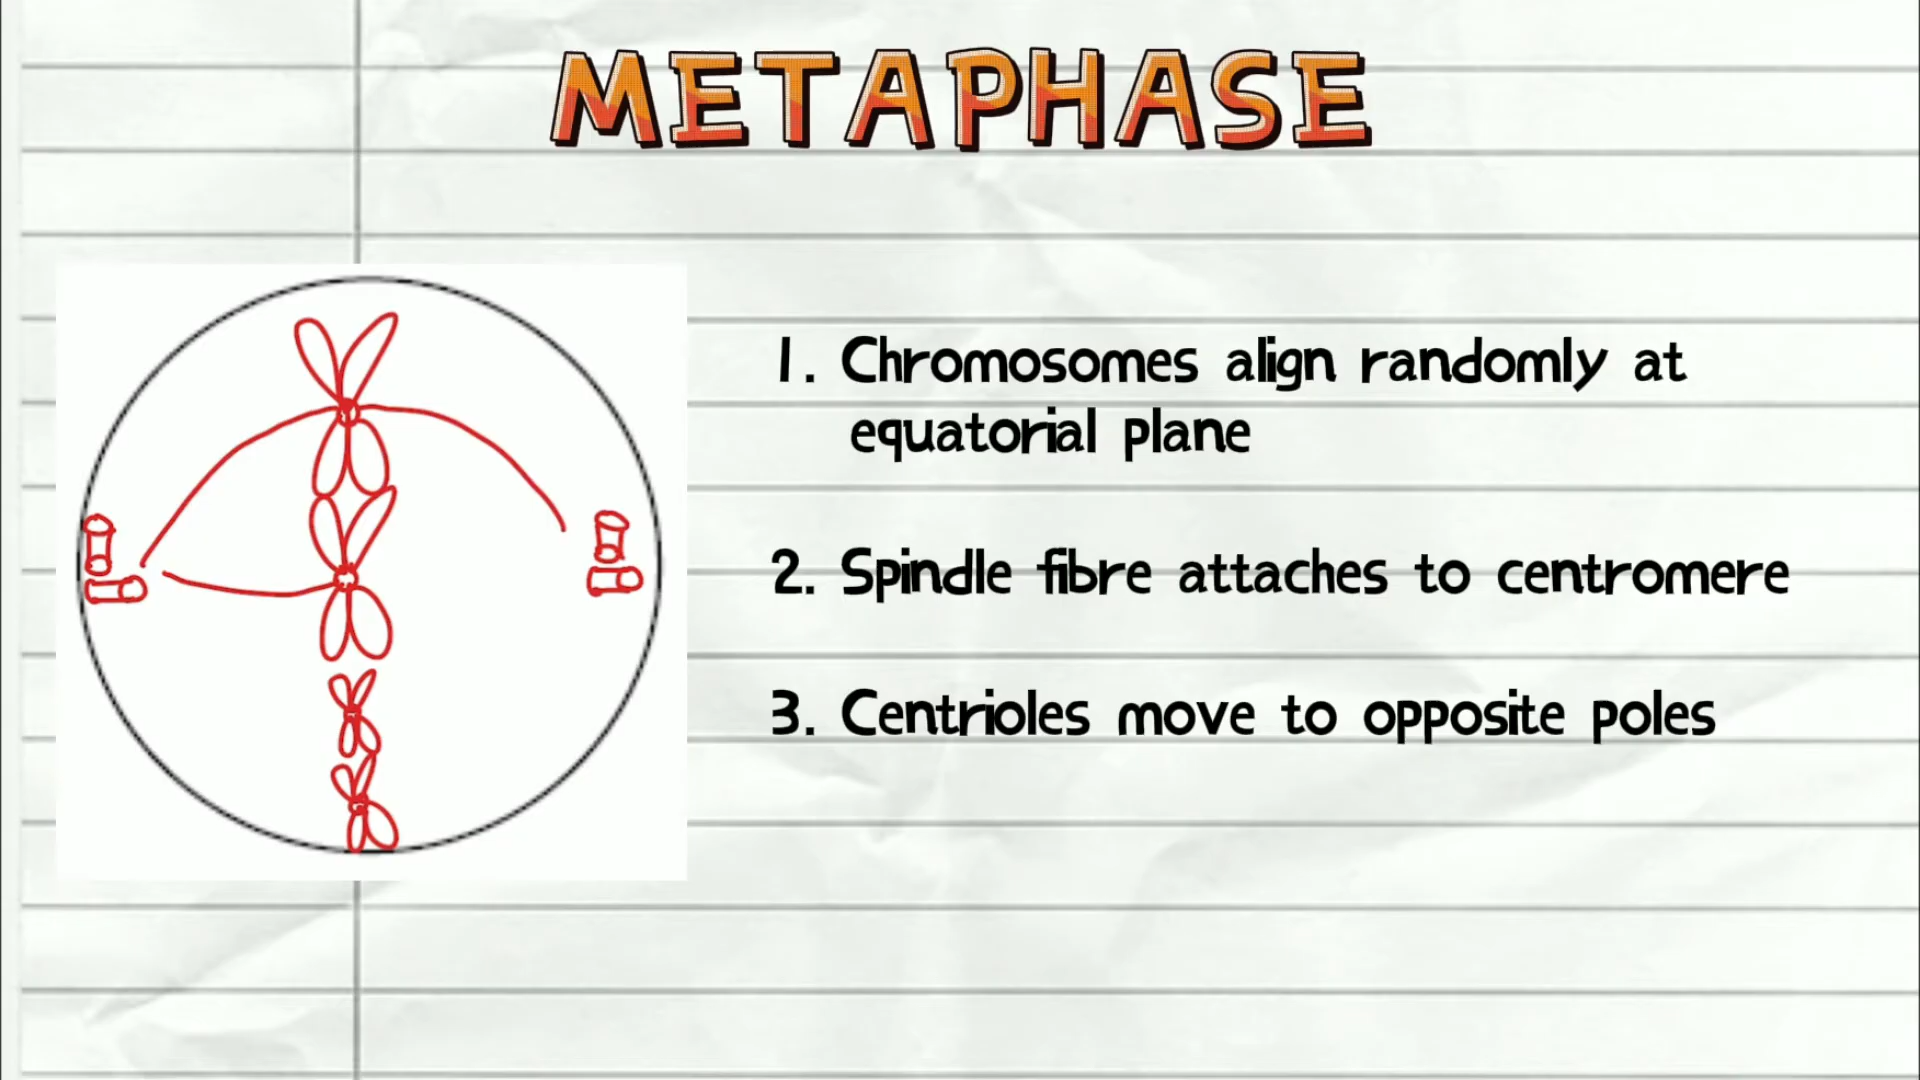 METAPHASE
1. Chromosomes align randomly at
equatorial plane
2. Spindle fibre attaches to centromere
3. Centrioles move to opposite poles